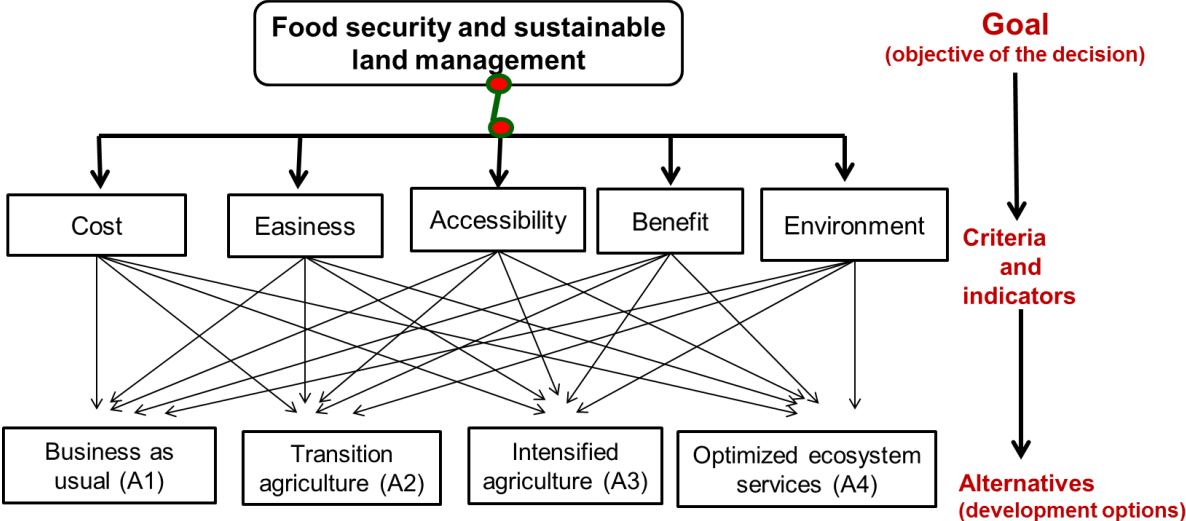 Food security and sustainable
land management
Goal
(objective of the decision)
Cost
Easiness
Accessibility
Benefit
Environment
Criteria
and
indicators
Business as
usual (A1)
Transition
agriculture (A2)
Intensified
agriculture (A3)
Optimized ecosystem
services (A4)
Alternatives
(development options)